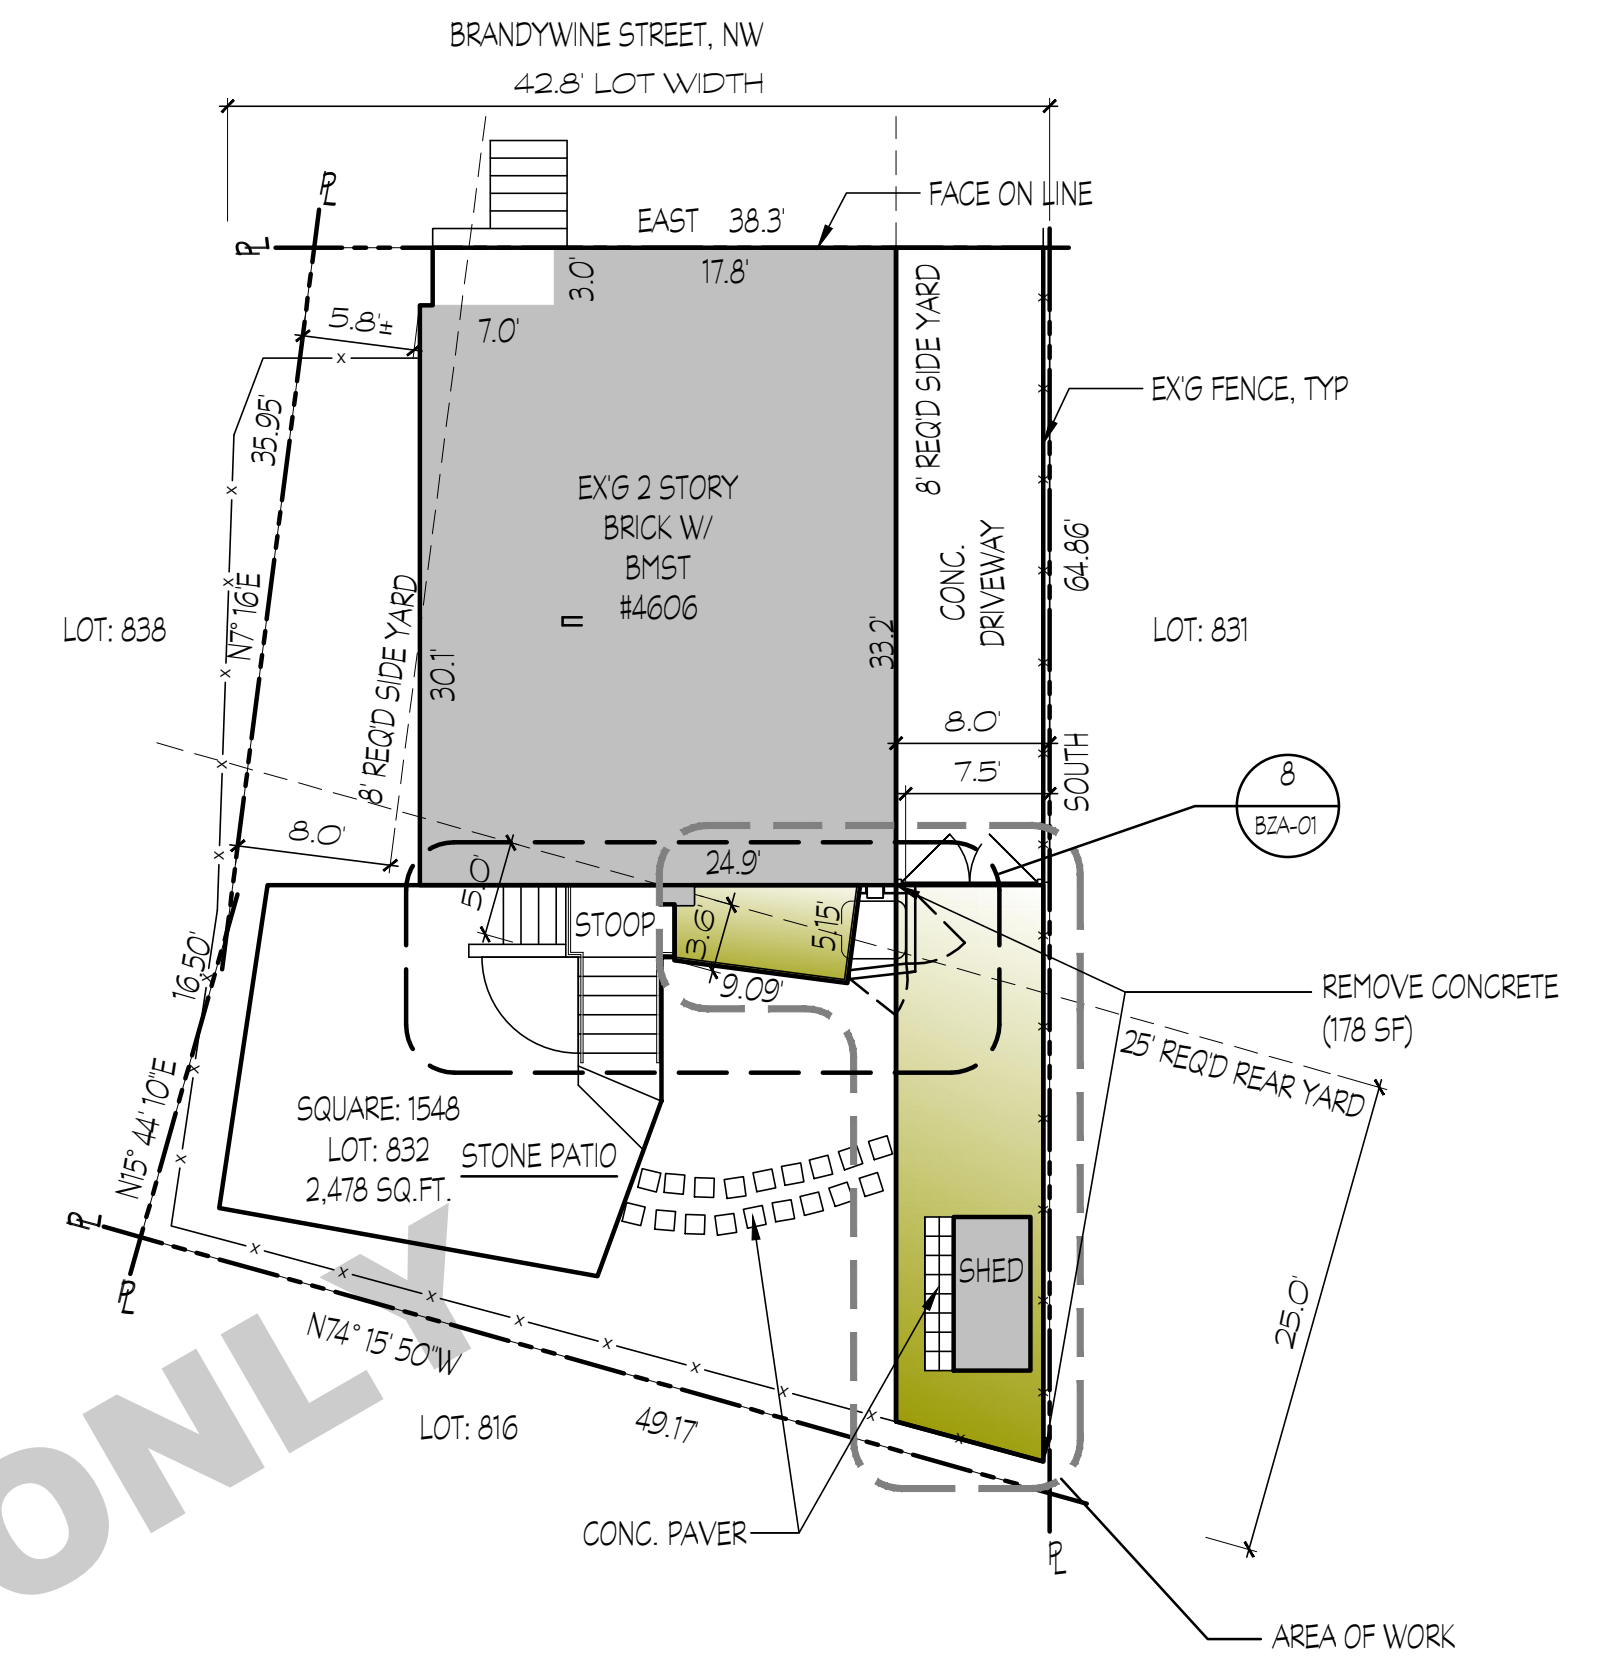 BRANDYWINE STREET, NW
42.8' LOT WIDTH
PL
PL
EAST 38.3'
FACE ON LINE
3.0'
17.8'
7.0'
5.8'±
8' REQ'D SIDE YARD
EX'G FENCE, TYP
35.95'
EX'G 2 STORY
BRICK W/
BMST
#4606
CONC.
DRIVEWAY
64.86'
LOT: 838
N7° 16'E
8' REQ'D SIDE YARD
30.1'
33.2'
LOT: 831
8.0'
7.5'
SOUTH
8
BZA-01
8.0'
5.0'
24.9'
STOOP
3.6'
5.15'
9.09'
16.50'
REMOVE CONCRETE
(178 SF)
25' REQ'D REAR YARD
N15° 44' 10"E
SQUARE: 1548
LOT: 832
2,478 SQ.FT.
STONE PATIO
PL
PL
SHED
25.0'
N74° 15' 50"W
LOT: 816
49.17'
ONLY
CONC. PAVER
PL
AREA OF WORK